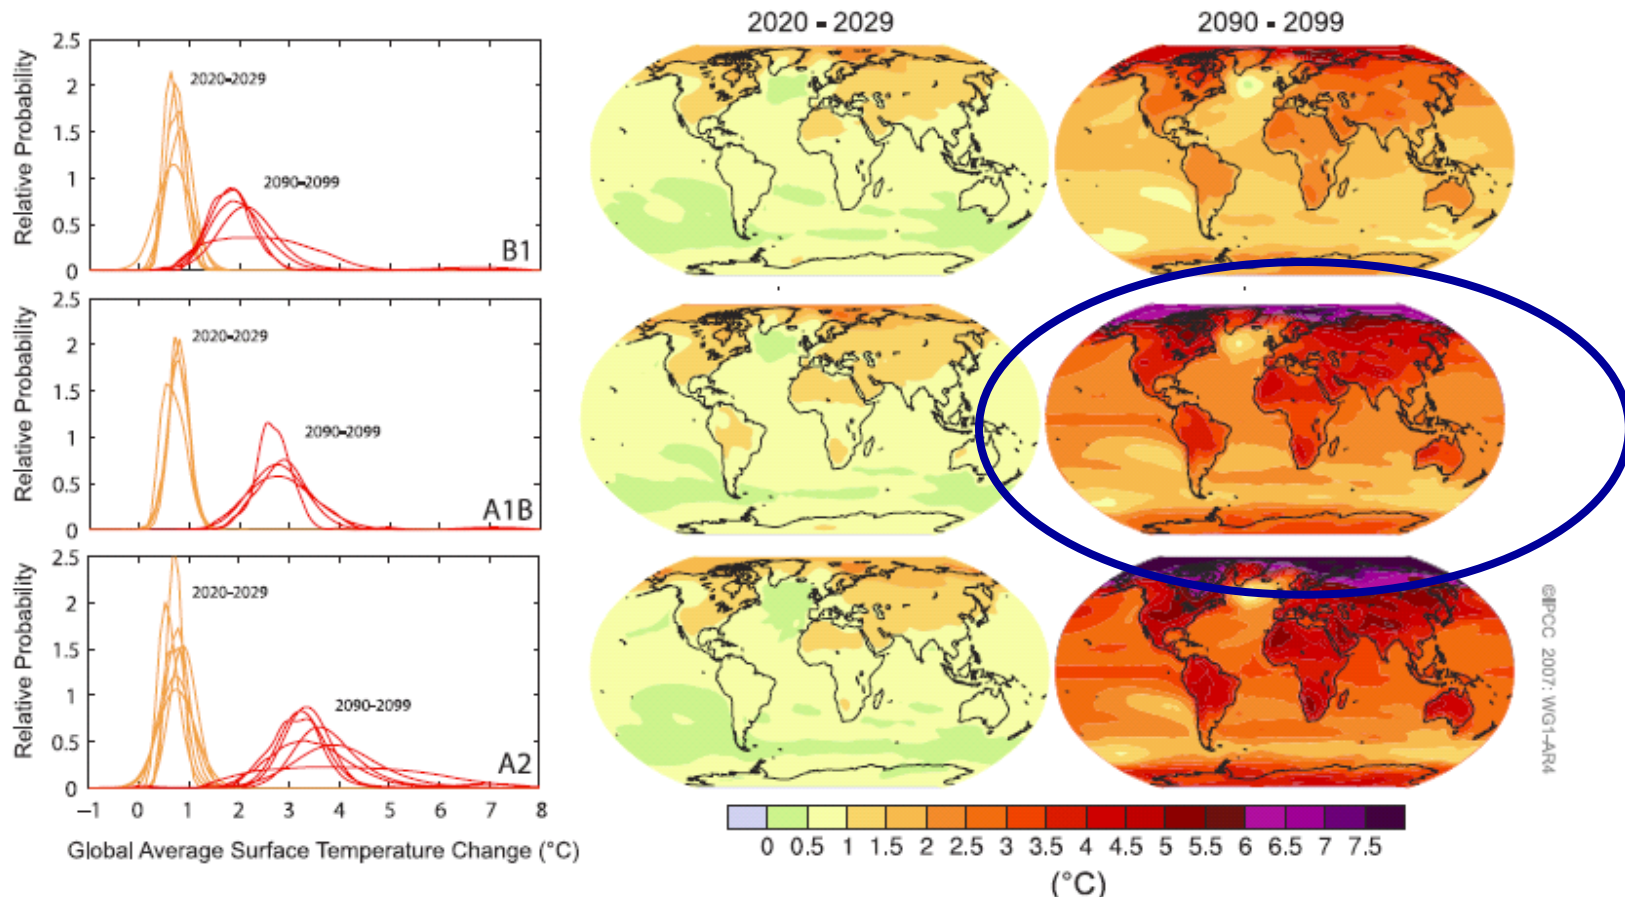 2020 - 2029
2090 - 2099
2.5
2
1.5
1
0.5
0
Relative Probability
2020-2029
2090-2099
B1
2.5
2
1.5
1
0.5
0
Relative Probability
2020-2029
2090-2099
A1B
2.5
2
1.5
1
0.5
0
Relative Probability
2020-2029
2090-2099
A2
−1 0 1 2 3 4 5 6 7 8
Global Average Surface Temperature Change (°C)
0 0.5 1 1.5 2 2.5 3 3.5 4 4.5 5 5.5 6 6.5 7 7.5
(°C)
©IPCC 2007: WG1-AR4